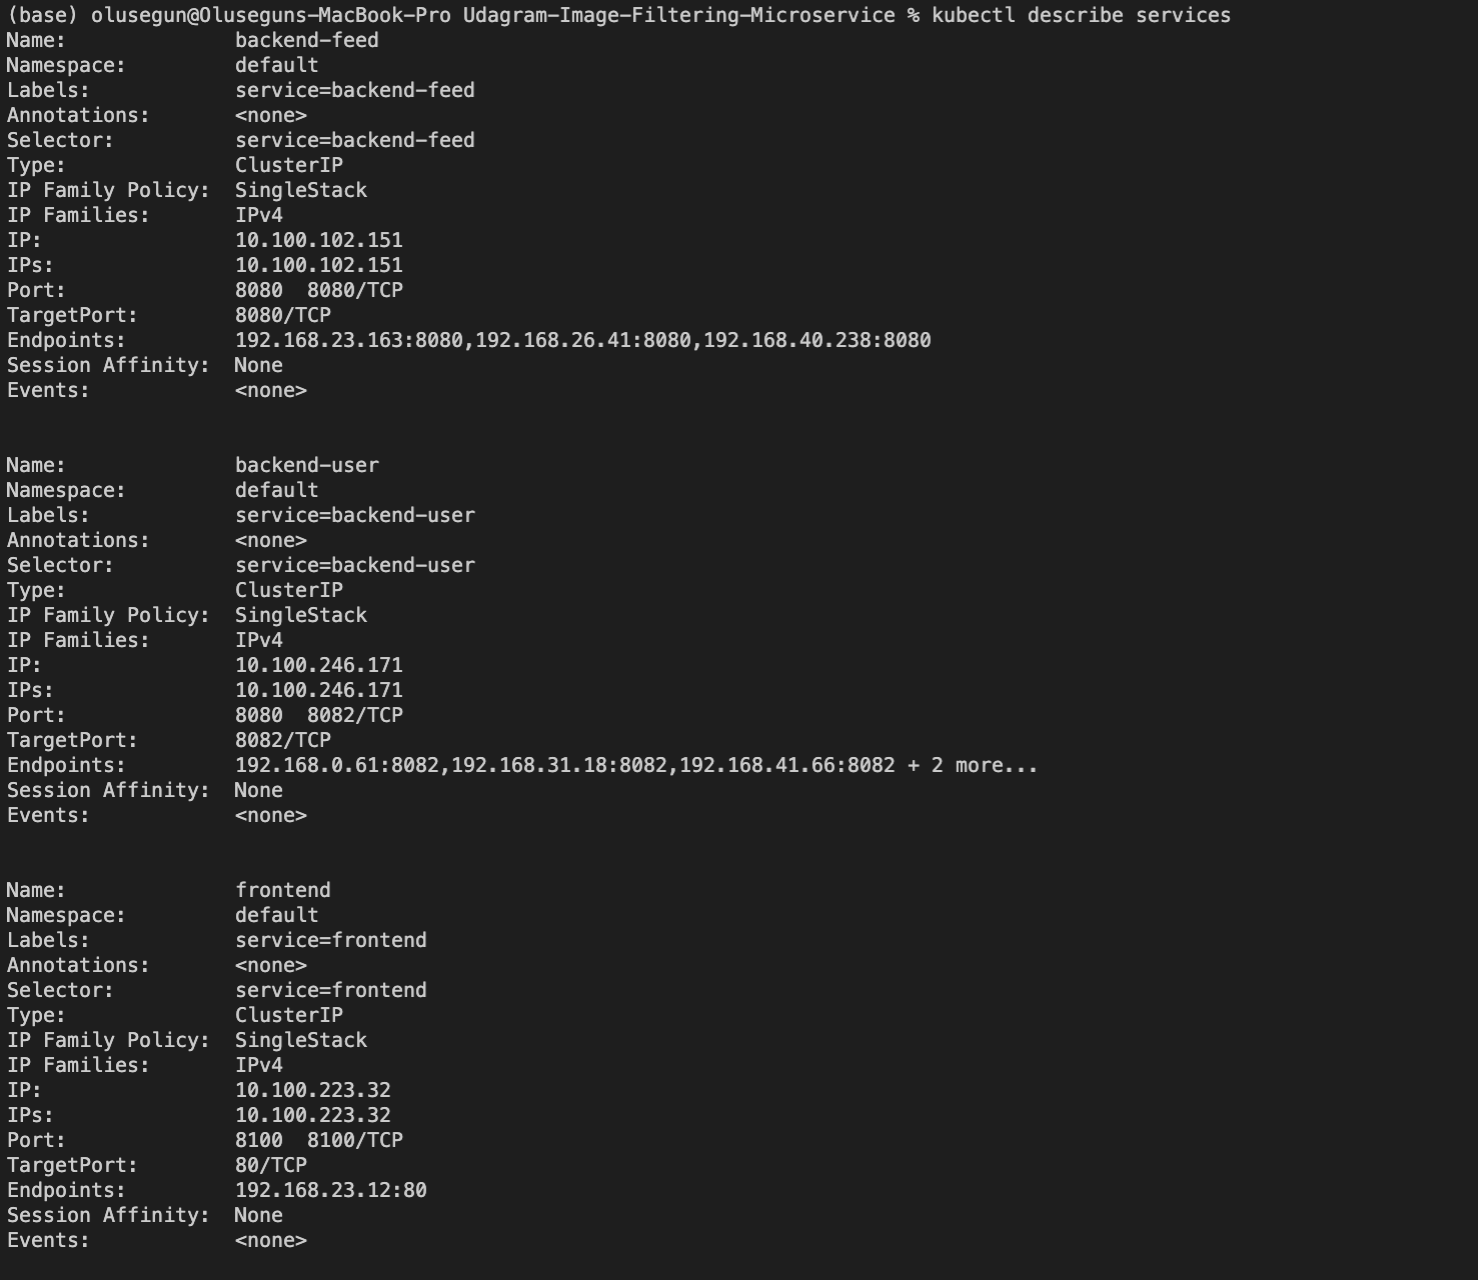 (base) olusegun@Oluseguns-MacBook-Pro Udagram-Image-Filtering-Microservice % kubectl describe services
Name:              backend-feed
Namespace:         default
Labels:            service=backend-feed
Annotations:       <none>
Selector:          service=backend-feed
Type:              ClusterIP
IP Family Policy:  SingleStack
IP Families:       IPv4
IP:                10.100.102.151
IPs:               10.100.102.151
Port:              8080  8080/TCP
TargetPort:        8080/TCP
Endpoints:         192.168.23.163:8080,192.168.26.41:8080,192.168.40.238:8080
Session Affinity:  None
Events:            <none>

Name:              backend-user
Namespace:         default
Labels:            service=backend-user
Annotations:       <none>
Selector:          service=backend-user
Type:              ClusterIP
IP Family Policy:  SingleStack
IP Families:       IPv4
IP:                10.100.246.171
IPs:               10.100.246.171
Port:              8080  8082/TCP
TargetPort:        8082/TCP
Endpoints:         192.168.0.61:8082,192.168.31.18:8082,192.168.41.66:8082 + 2 more...
Session Affinity:  None
Events:            <none>

Name:              frontend
Namespace:         default
Labels:            service=frontend
Annotations:       <none>
Selector:          service=frontend
Type:              ClusterIP
IP Family Policy:  SingleStack
IP Families:       IPv4
IP:                10.100.223.32
IPs:               10.100.223.32
Port:              8100  8100/TCP
TargetPort:        80/TCP
Endpoints:         192.168.23.12:80
Session Affinity:  None
Events:            <none>